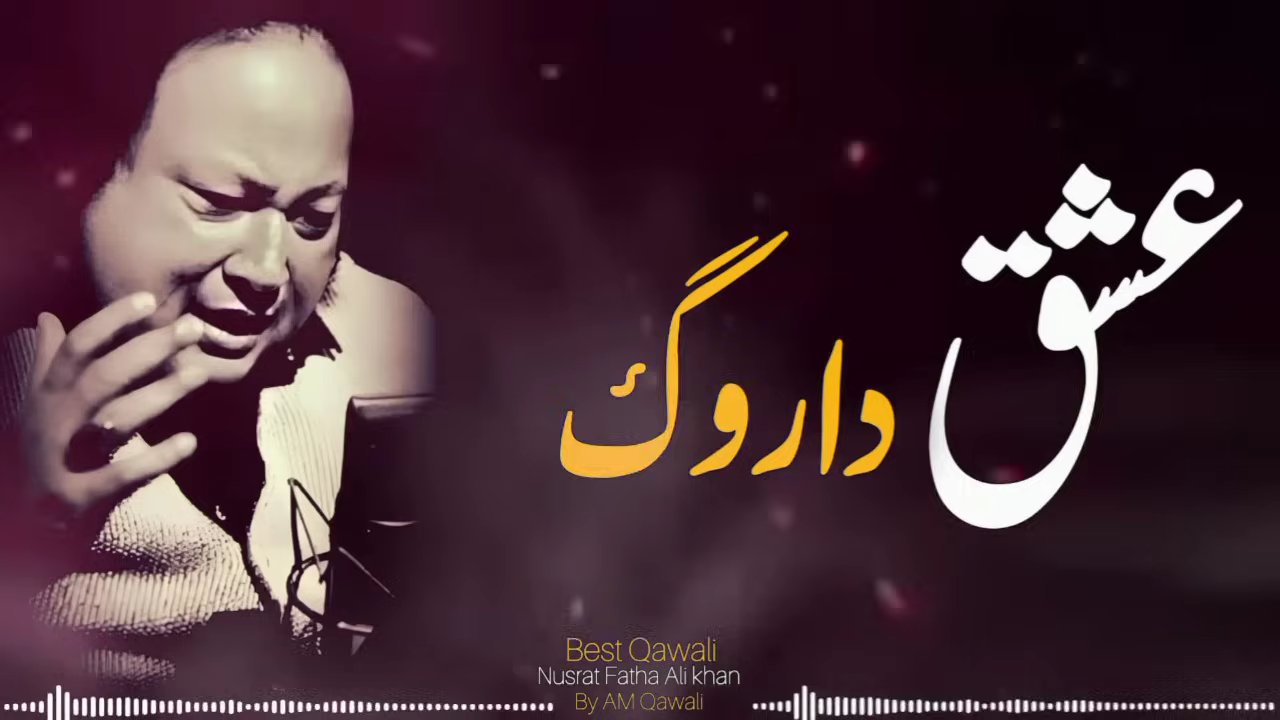 عشق
داروگ
Best Qawali
Nusrat Fatha Ali khan
By AM Qawali